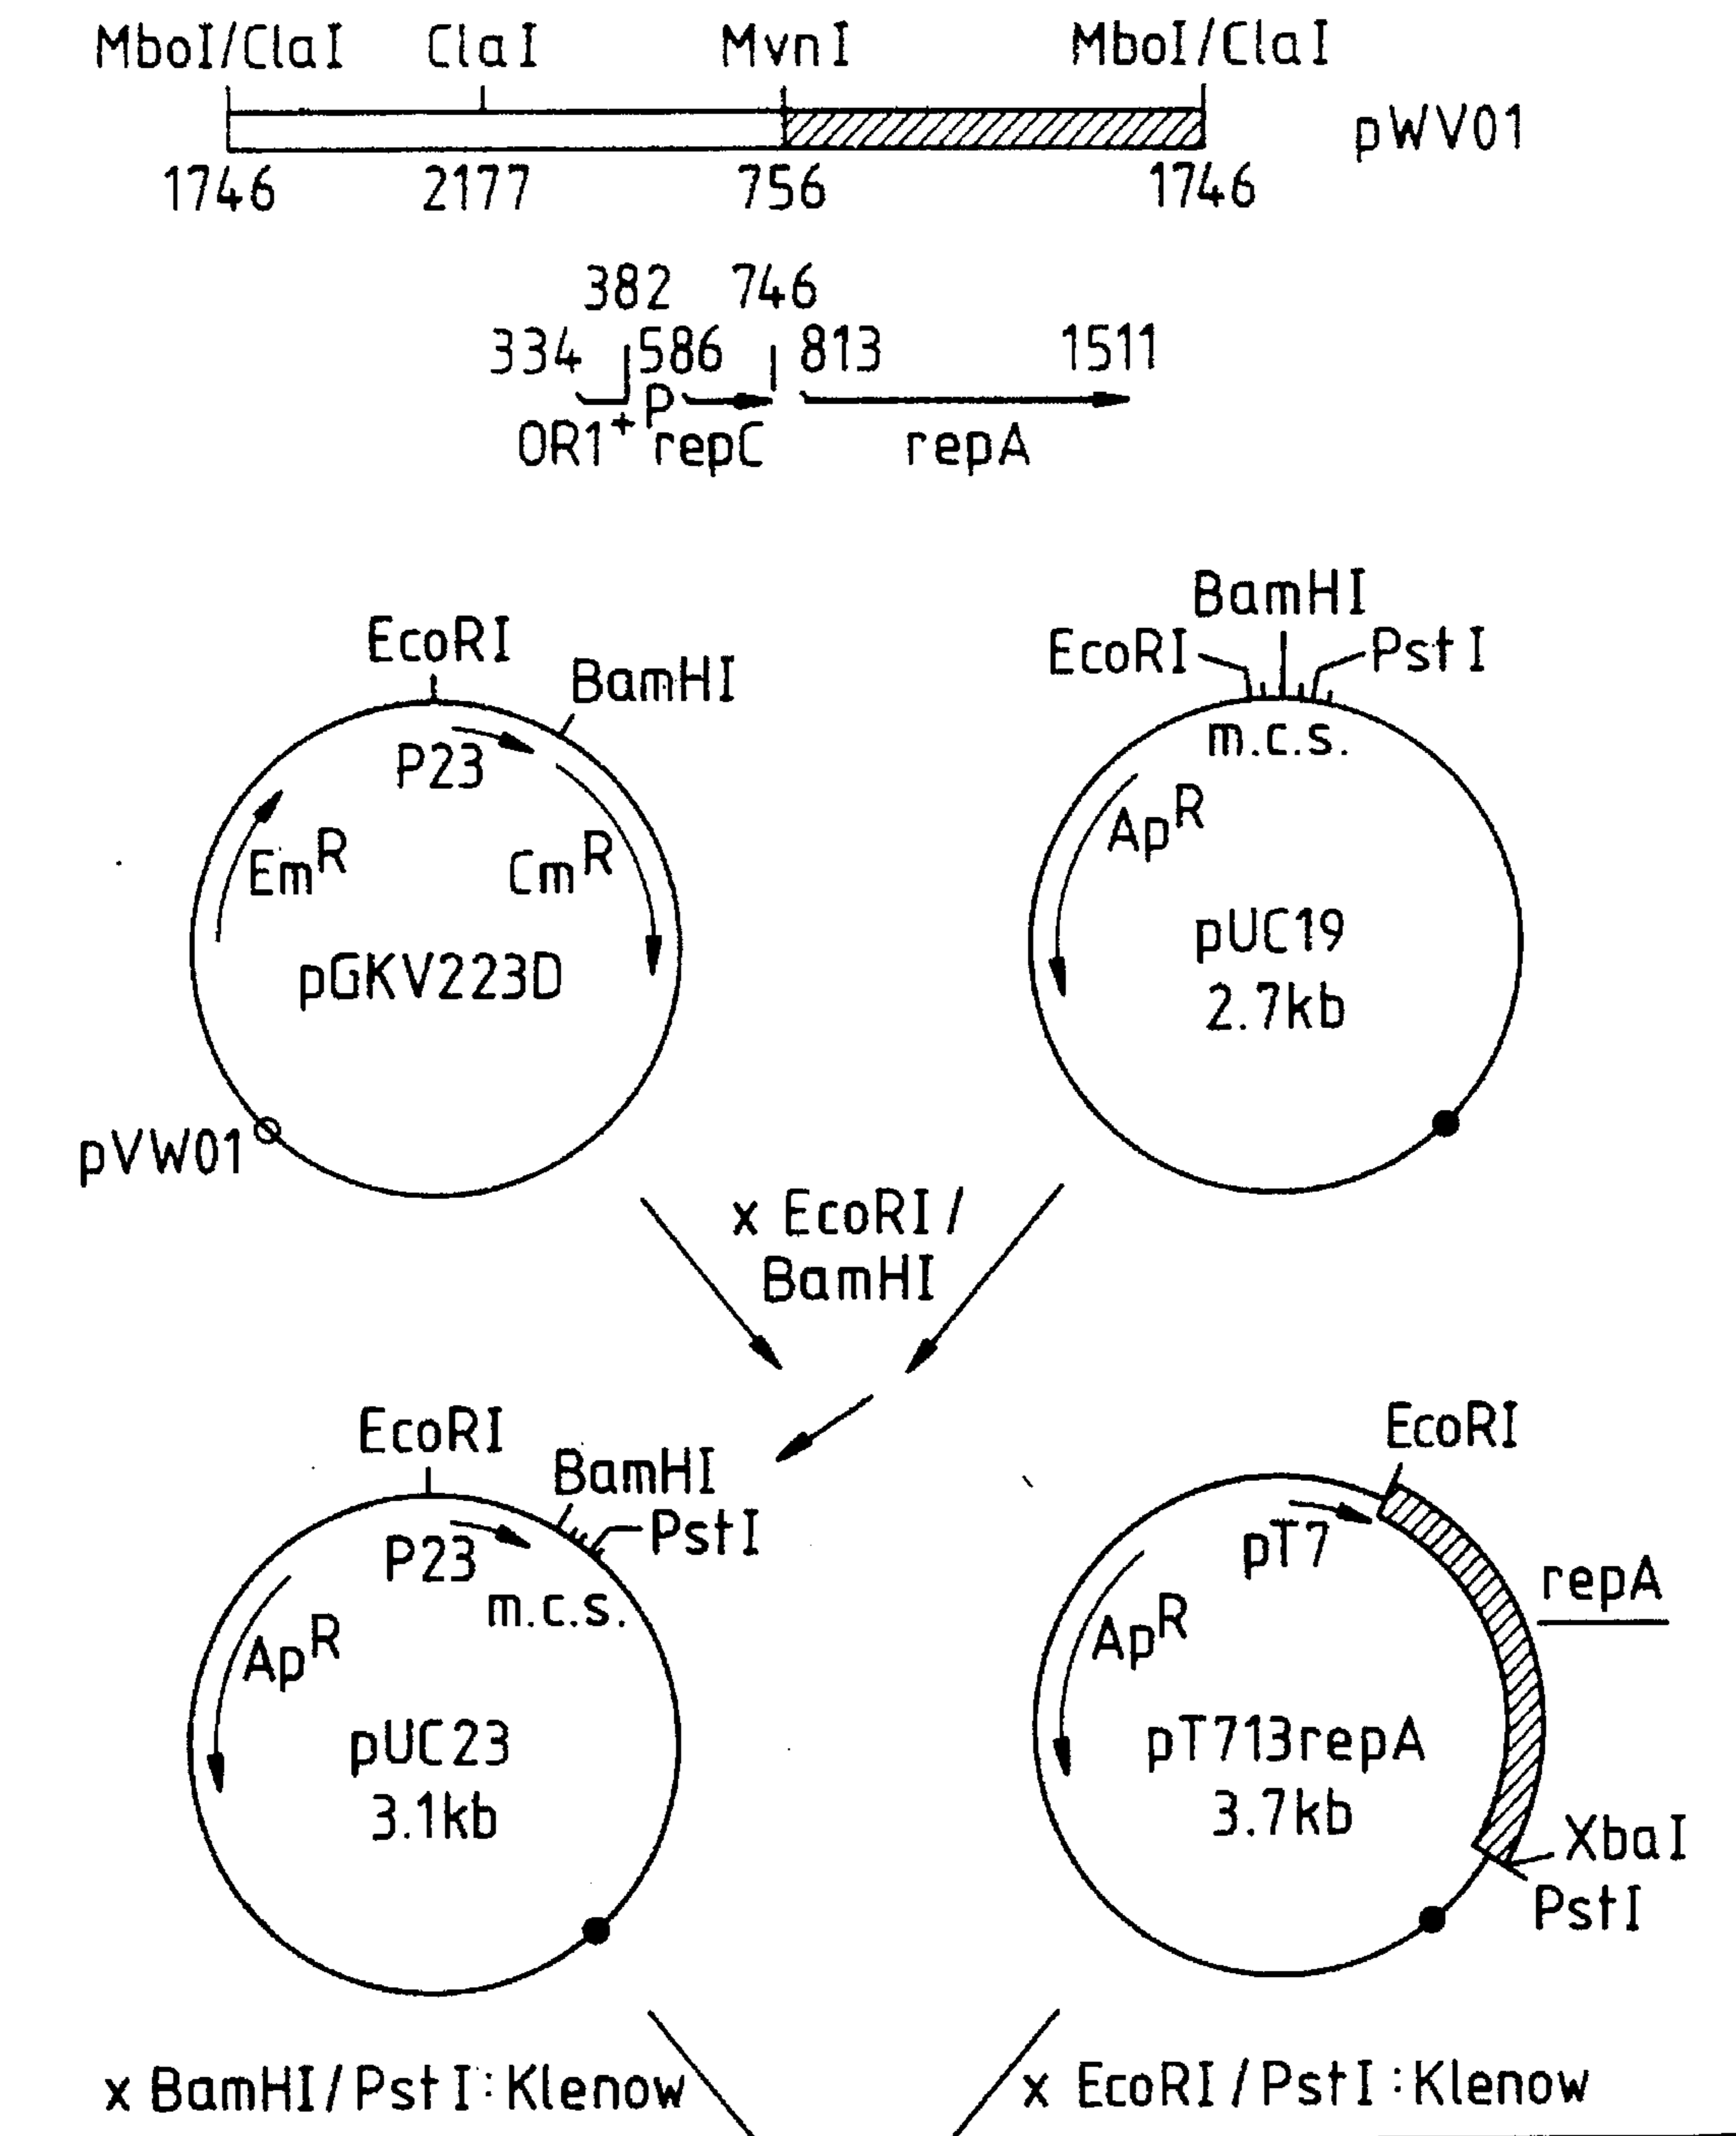 MboI/ClaI ClaI MvnI MboI/ClaI
pWV01
1746 2177 756 1746
382 746
334 586 813 1511
P
OR1+ repC repA
BamHI
EcoRI EcoRI PstI
BamHI
P23 m.c.s.
EmR CmR ApR
pGKV223D pUC19
2.7kb
pVW01
x EcoRI/
BamHI
EcoRI EcoRI
BamHI
PstI
P23 pT7
m.c.s. repA
ApR ApR
pUC23 pT713repA
3.1kb 3.7kb
XbaI
PstI
x BamHI/PstI:Klenow x EcoRI/PstI:Klenow